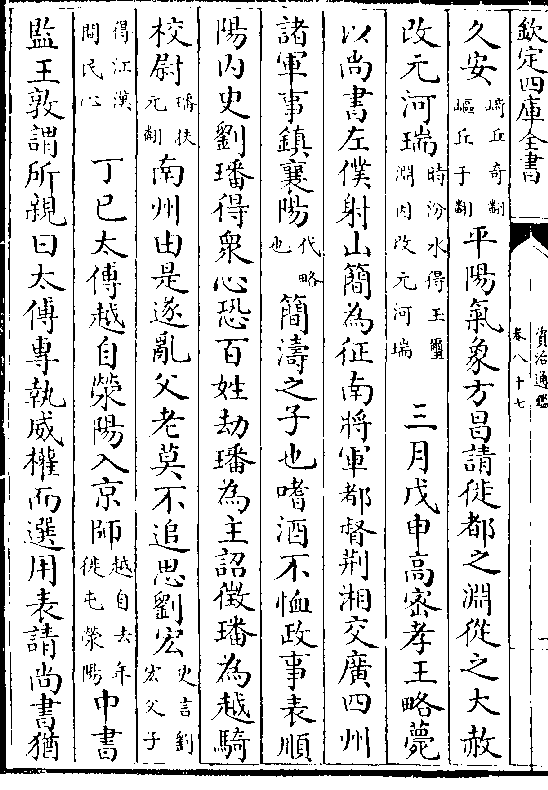 欽定四庫全書
資治通鑑
卷八十七
久安崎丘奇翻嶇丘于翻平陽氣象方昌請徙都之淵從之大赦
改元河瑞時汾水得王璽淵因改元河瑞 三月戊申高密孝王略薨
以尚書左僕射山簡為征南將軍都督荆湘交廣四州
諸軍事鎮襄陽代略也 簡濤之子也嗜酒不恤政事表順
陽内史劉璠得衆心恐百姓劫璠為主詔徵璠為越騎
校尉璠扶元翻南州由是遂亂父老莫不追思劉宏史言劉宏父子
得江漢間民心 丁巳太傅越自滎陽入京師越自去年徙屯滎陽中書
監王敦謂所親曰太傅專執威權而選用表請尚書猶